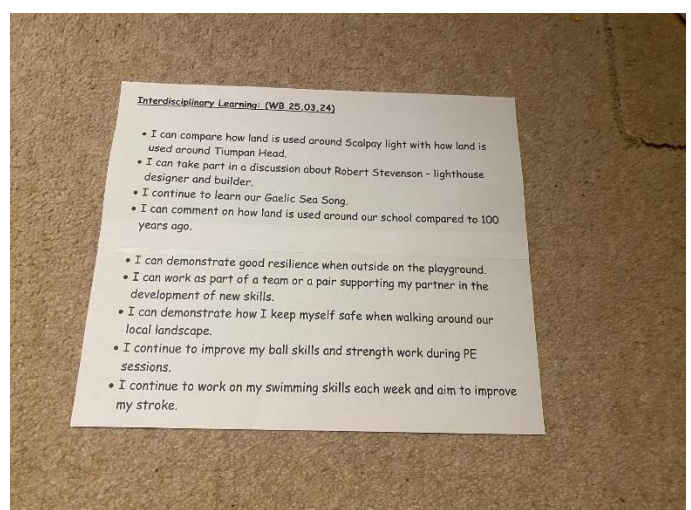 Interdisciplinary Learning: (WB 25.03.24)
• I can compare how land is used around Scalpay light with how land is
used around Tiumpan Head.
• I can take part in a discussion about Robert Stevenson - lighthouse
designer and builder.
• I continue to learn our Gaelic Sea Song.
• I can comment on how land is used around our school compared to 100
years ago.
• I can demonstrate good resilience when outside on the playground.
• I can work as part of a team or a pair supporting my partner in the
development of new skills.
• I can demonstrate how I keep myself safe when walking around our
local landscape.
• I continue to improve my ball skills and strength work during PE
sessions.
• I continue to work on my swimming skills each week and aim to improve
my stroke.